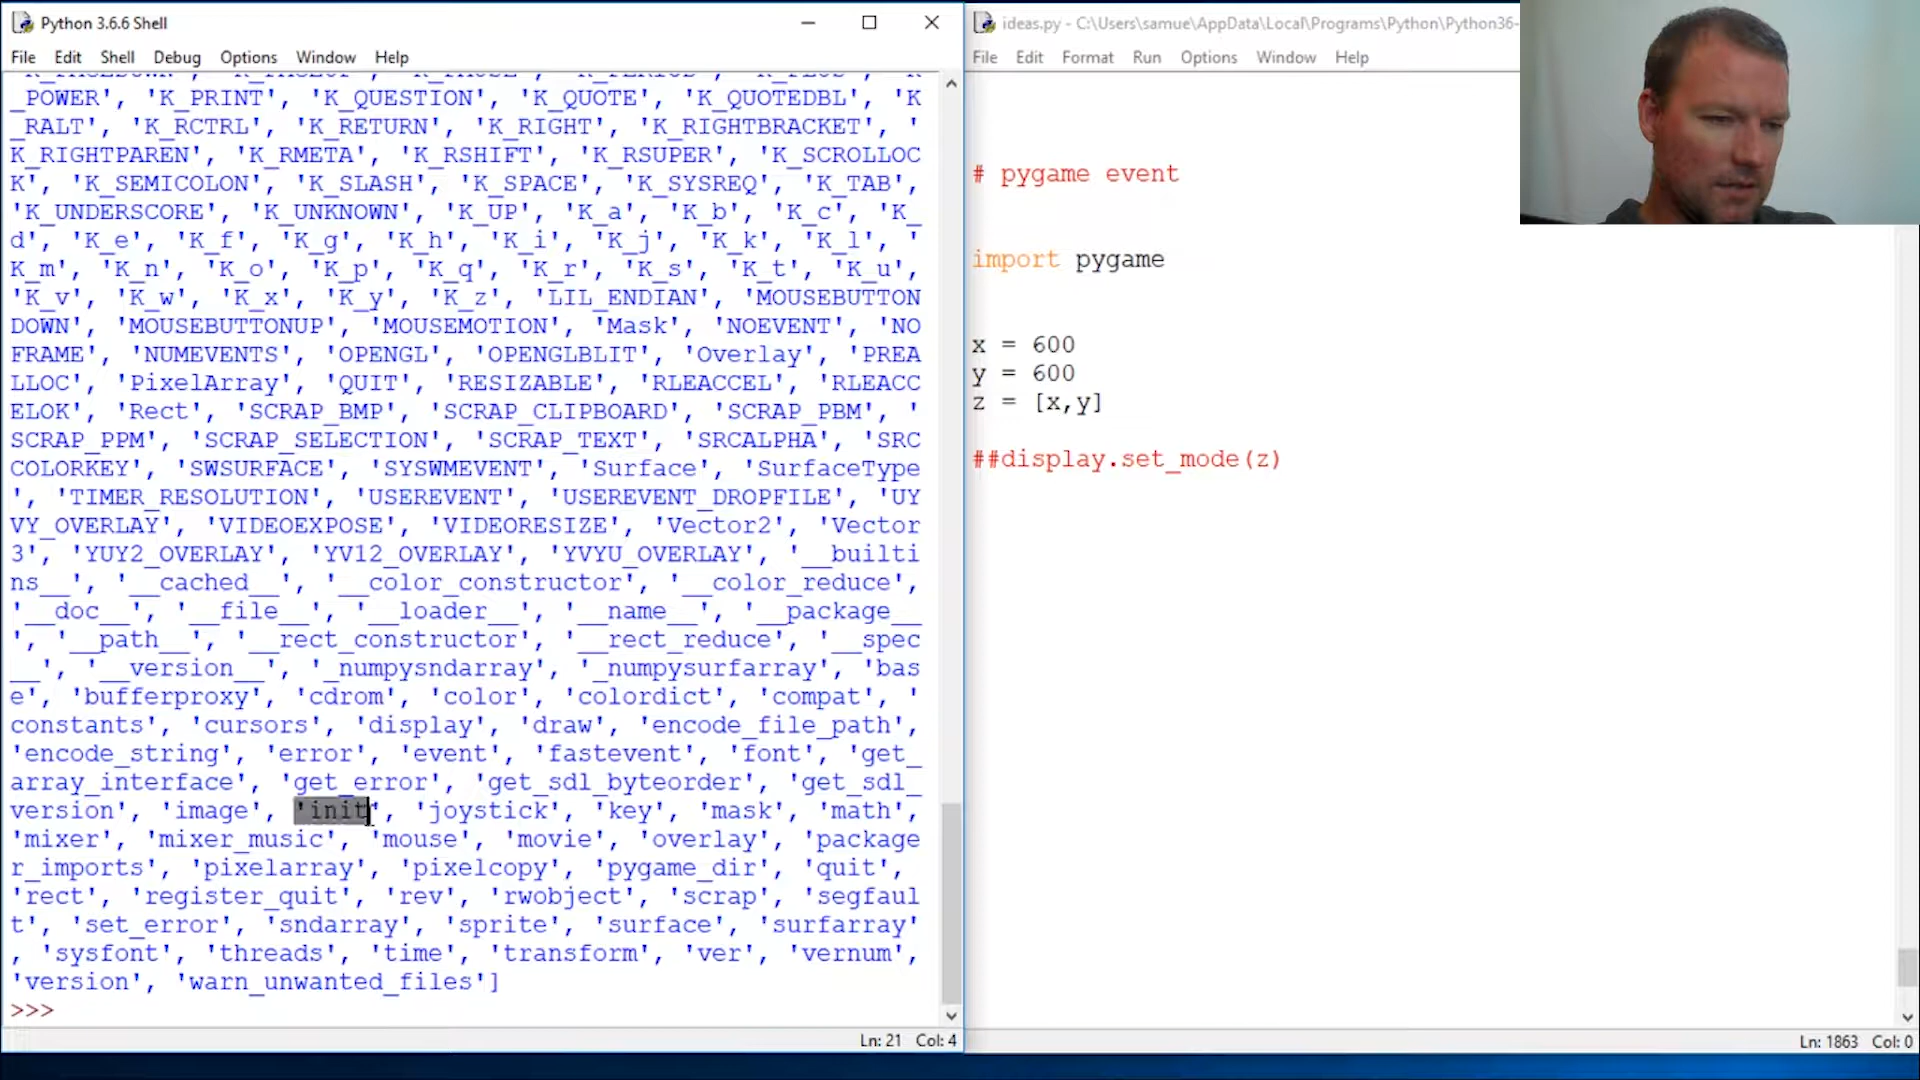 Python 3.6.6 Shell
File Edit Shell Debug Options Window Help
_POWER', 'K_PRINT', 'K_QUESTION', 'K_QUOTE', 'K_QUOTEDBL', 'K
_RALT', 'K_RCTRL', 'K_RETURN', 'K_RIGHT', 'K_RIGHTBRACKET', '
K_RIGHTPAREN', 'K_RMETA', 'K_RSHIFT', 'K_RSUPER', 'K_SCROLLOC
K', 'K_SEMICOLON', 'K_SLASH', 'K_SPACE', 'K_SYSREQ', 'K_TAB',
'K_UNDERSCORE', 'K_UNKNOWN', 'K_UP', 'K_a', 'K_b', 'K_c', 'K_
d', 'K_e', 'K_f', 'K_g', 'K_h', 'K_i', 'K_j', 'K_k', 'K_l', '
K_m', 'K_n', 'K_o', 'K_p', 'K_q', 'K_r', 'K_s', 'K_t', 'K_u',
'K_v', 'K_w', 'K_x', 'K_y', 'K_z', 'LIL_ENDIAN', 'MOUSEBUTTON
DOWN', 'MOUSEBUTTONUP', 'MOUSEMOTION', 'Mask', 'NOEVENT', 'NO
FRAME', 'NUMEVENTS', 'OPENGL', 'OPENGLBLIT', 'Overlay', 'PREA
LLOC', 'PixelArray', 'QUIT', 'RESIZABLE', 'RLEACCEL', 'RLEACC
ELOK', 'Rect', 'SCRAP_BMP', 'SCRAP_CLIPBOARD', 'SCRAP_PBM', '
SCRAP_PPM', 'SCRAP_SELECTION', 'SCRAP_TEXT', 'SRCALPHA', 'SRC
COLORKEY', 'SWSURFACE', 'SYSWMEVENT', 'Surface', 'SurfaceType
', 'TIMER_RESOLUTION', 'USEREVENT', 'USEREVENT_DROPFILE', 'UY
VY_OVERLAY', 'VIDEOEXPOSE', 'VIDEORESIZE', 'Vector2', 'Vector
3', 'YUY2_OVERLAY', 'YV12_OVERLAY', 'YVYU_OVERLAY', '__builti
ns__', '__cached__', '__color_constructor', '__color_reduce',
'__doc__', '__file__', '__loader__', '__name__', '__package__
', '__path__', '__rect_constructor', '__rect_reduce', '__spec
__', '__version__', '_numpysndarray', '_numpysurfarray', 'bas
e', 'bufferproxy', 'cdrom', 'color', 'colordict', 'compat', '
constants', 'cursors', 'display', 'draw', 'encode_file_path',
'encode_string', 'error', 'event', 'fastevent', 'font', 'get_
array_interface', 'get_error', 'get_sdl_byteorder', 'get_sdl_
version', 'image', 'init', 'joystick', 'key', 'mask', 'math',
'mixer', 'mixer_music', 'mouse', 'movie', 'overlay', 'package
r_imports', 'pixelarray', 'pixelcopy', 'pygame_dir', 'quit',
'rect', 'register_quit', 'rev', 'rwobject', 'scrap', 'segfaul
t', 'set_error', 'sndarray', 'sprite', 'surface', 'surfarray'
, 'sysfont', 'threads', 'time', 'transform', 'ver', 'vernum',
'version', 'warn_unwanted_files']
>>>
Ln: 21 Col: 4
ideas.py - C:\Users\samue\AppData\Local\Programs\Python\Python36-
File Edit Format Run Options Window Help
# pygame event
import pygame
x = 600
y = 600
z = [x,y]
##display.set_mode(z)
Ln: 1863 Col: 0